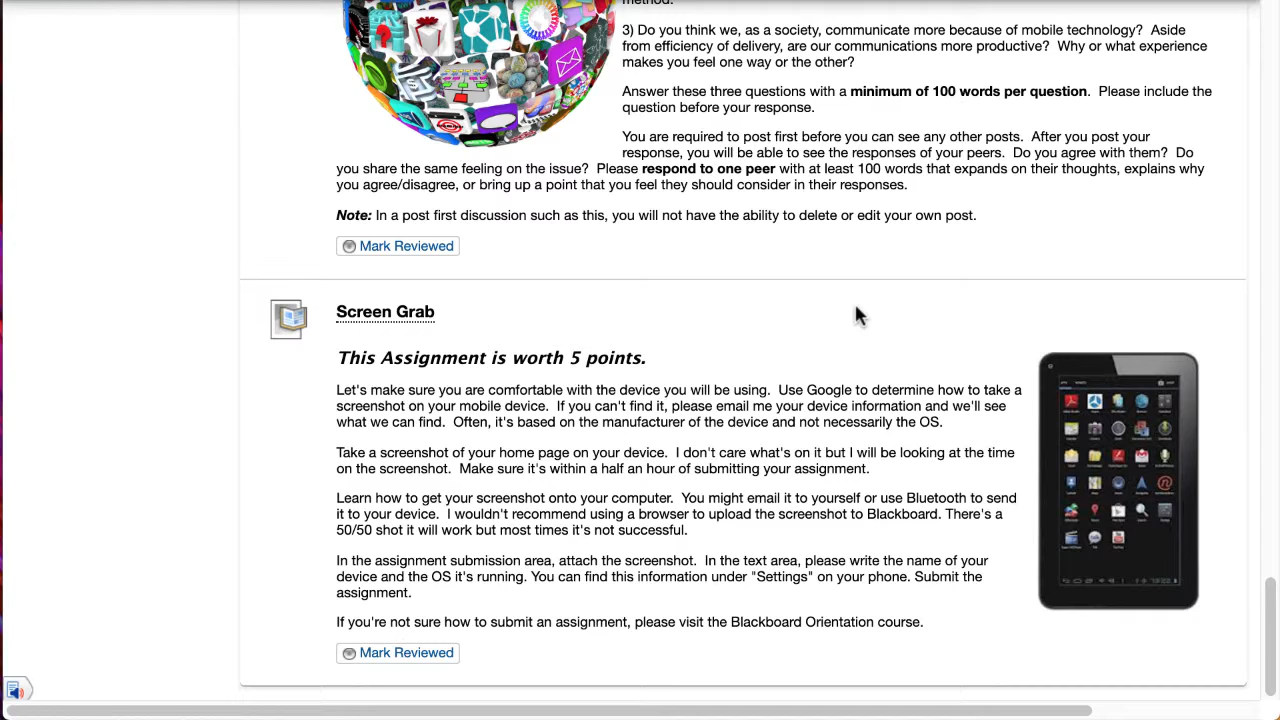 3) Do you think we, as a society, communicate more because of mobile technology?  Aside
from efficiency of delivery, are our communications more productive?  Why or what experience
makes you feel one way or the other?
Answer these three questions with a minimum of 100 words per question.  Please include the
question before your response.
You are required to post first before you can see any other posts.  After you post your
response, you will be able to see the responses of your peers.  Do you agree with them?  Do
you share the same feeling on the issue?  Please respond to one peer with at least 100 words that expands on their thoughts, explains why
you agree/disagree, or bring up a point that you feel they should consider in their responses.
Note: In a post first discussion such as this, you will not have the ability to delete or edit your own post.
Mark Reviewed
Screen Grab
This Assignment is worth 5 points.
Let's make sure you are comfortable with the device you will be using.  Use Google to determine how to take a
screenshot on your mobile device.  If you can't find it, please email me your device information and we'll see
what we can find.  Often, it's based on the manufacturer of the device and not necessarily the OS.
Take a screenshot of your home page on your device.  I don't care what's on it but I will be looking at the time
on the screenshot.  Make sure it's within a half an hour of submitting your assignment.
Learn how to get your screenshot onto your computer.  You might email it to yourself or use Bluetooth to send
it to your device.  I wouldn't recommend using a browser to upload the screenshot to Blackboard. There's a
50/50 shot it will work but most times it's not successful.
In the assignment submission area, attach the screenshot.  In the text area, please write the name of your
device and the OS it's running. You can find this information under "Settings" on your phone. Submit the
assignment.
If you're not sure how to submit an assignment, please visit the Blackboard Orientation course.
Mark Reviewed